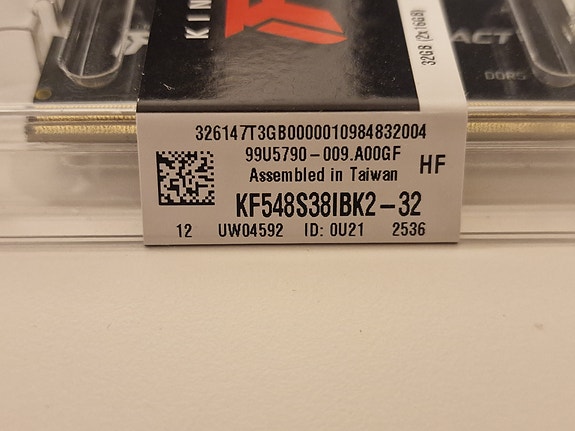 KIN
32GB (2x16GB)
ACT
DDR5
326147T3GB0000010984832004
99U5790-009.A00GF
HF
Assembled in Taiwan
KF548S38IBK2-32
12 UW04592 ID: 0U21 2536